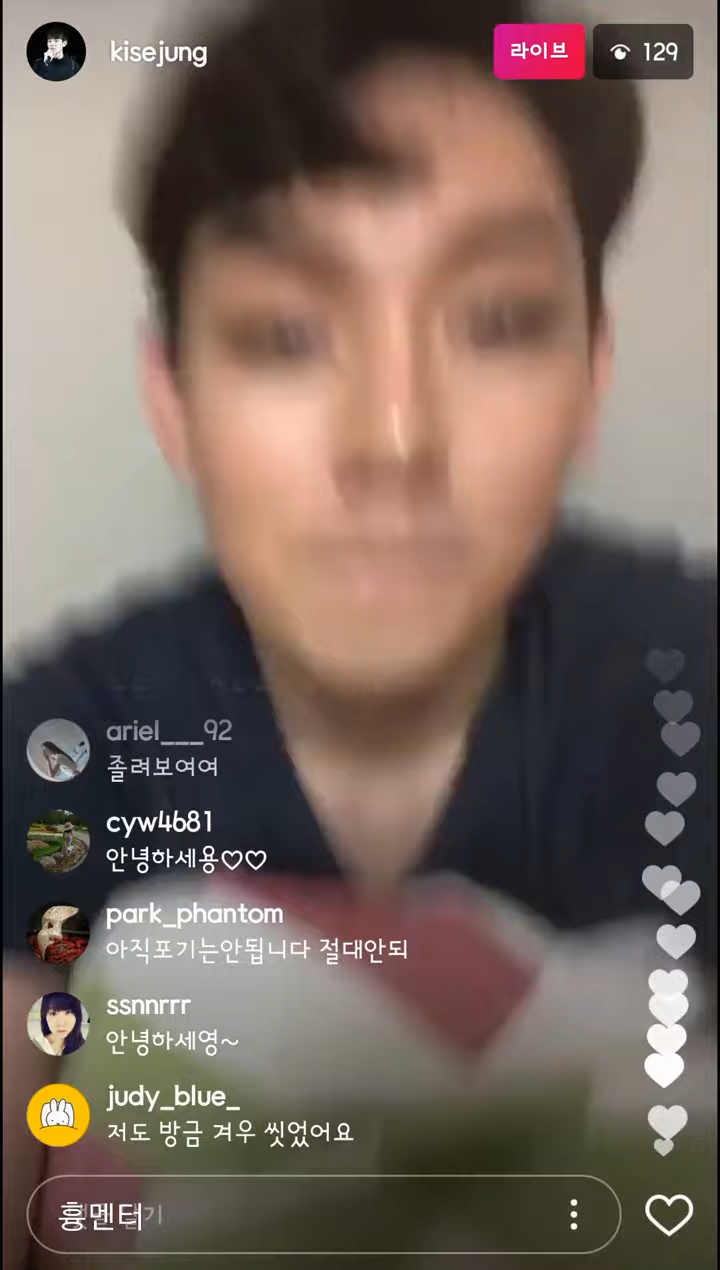 kisejung
라이브
129
ariel___92
졸려보여여
cyw4681
안녕하세용♡♡
park_phantom
아직포기는안됩니다 절대안되
ssnnrrr
안녕하세영~
judy_blue_
저도 방금 겨우 씻었어요
흉멘터